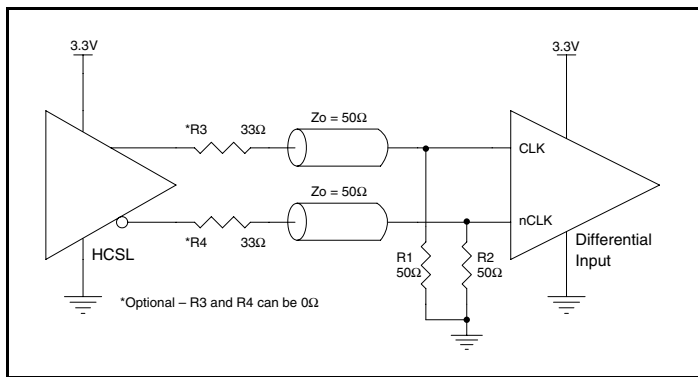 3.3V
3.3V
*R3 33Ω
Zo = 50Ω
CLK
Zo = 50Ω
*R4 33Ω
nCLK
HCSL
R1
50Ω
R2
50Ω
Differential
Input
*Optional – R3 and R4 can be 0Ω